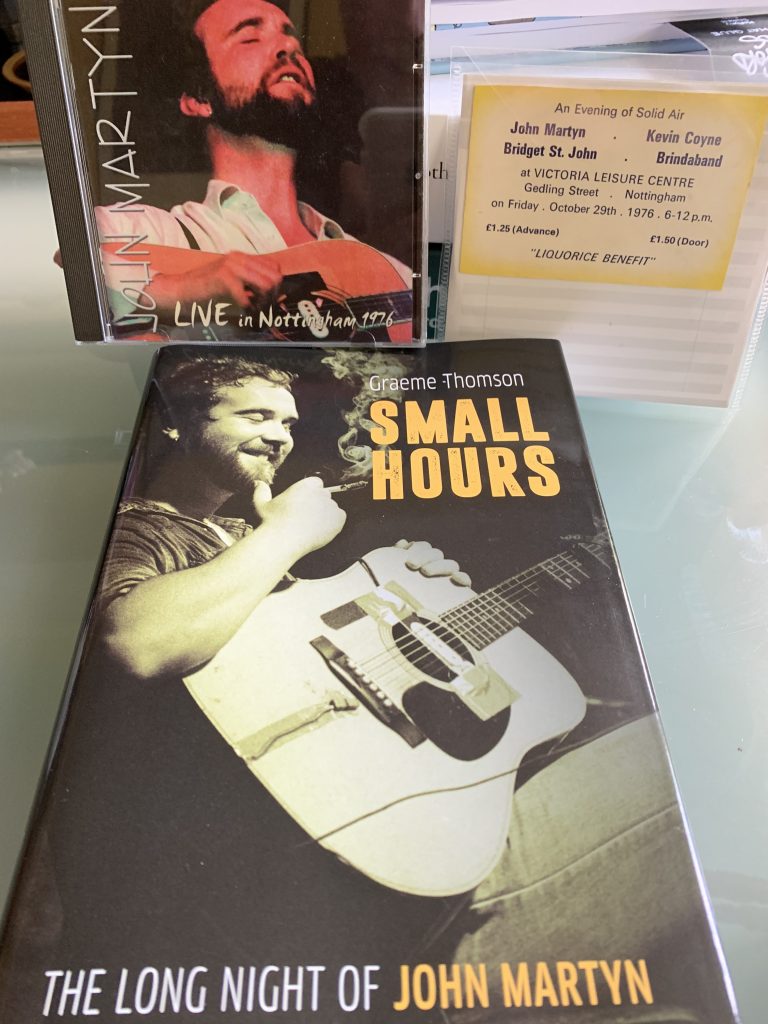 JOHN MARTYN
LIVE in Nottingham 1976
An Evening of Solid Air
John Martyn . Kevin Coyne
Bridget St. John . Brindaband
at VICTORIA LEISURE CENTRE
Gedling Street . Nottingham
on Friday . October 29th . 1976 . 6-12 p.m.
£1.25 (Advance) £1.50 (Door)
"LIQUORICE BENEFIT"
Graeme Thomson
SMALL
HOURS
THE LONG NIGHT OF JOHN MARTYN